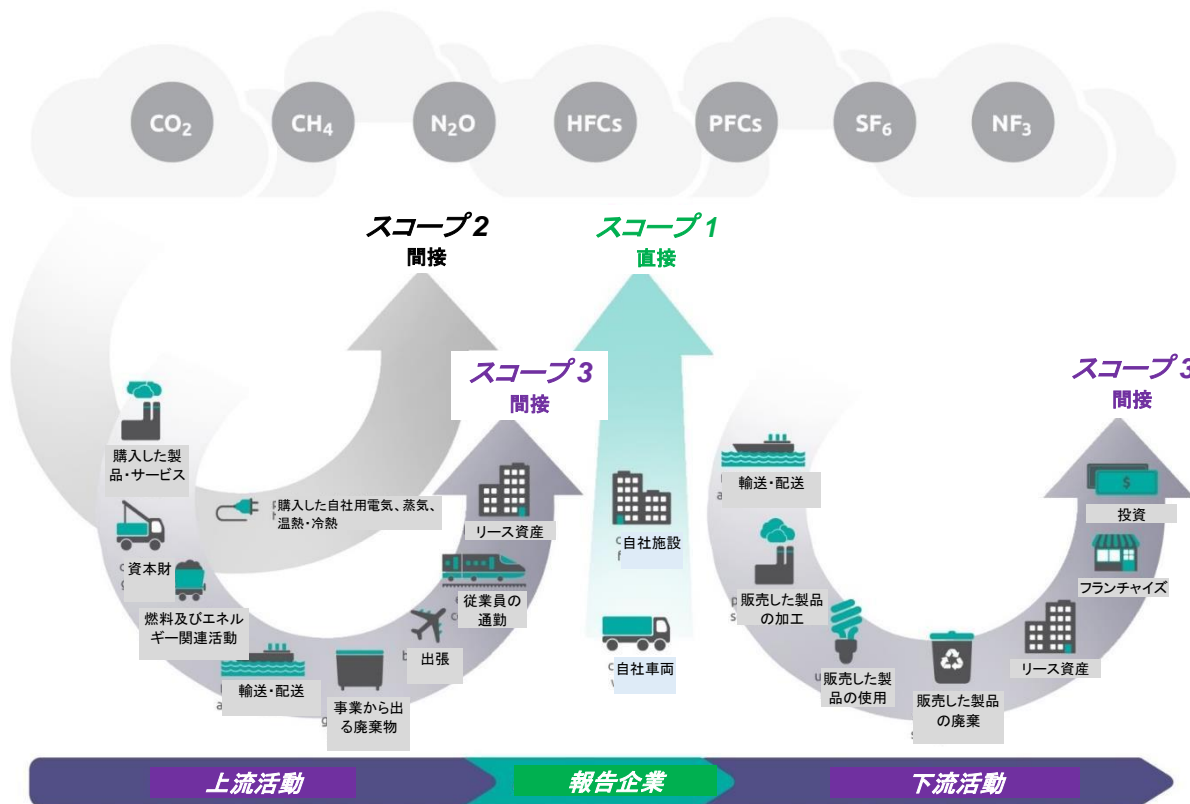 CO₂
CH₄
N₂O
HFCs
PFCs
SF₆
NF₃
スコープ 2
間接
スコープ 1
直接
スコープ 3
間接
スコープ 3
間接
購入した製
品・サービス
資本財
燃料及びエネル
ギー関連活動
購入した自社用電気、蒸気、
温熱・冷熱
輸送・配送
事業から出
る廃棄物
出張
従業員の
通勤
リース資産
自社施設
自社車両
輸送・配送
販売した製品
の加工
販売した製
品の使用
販売した製品
の廃棄
リース資産
フランチャイズ
投資
$
上流活動
報告企業
下流活動